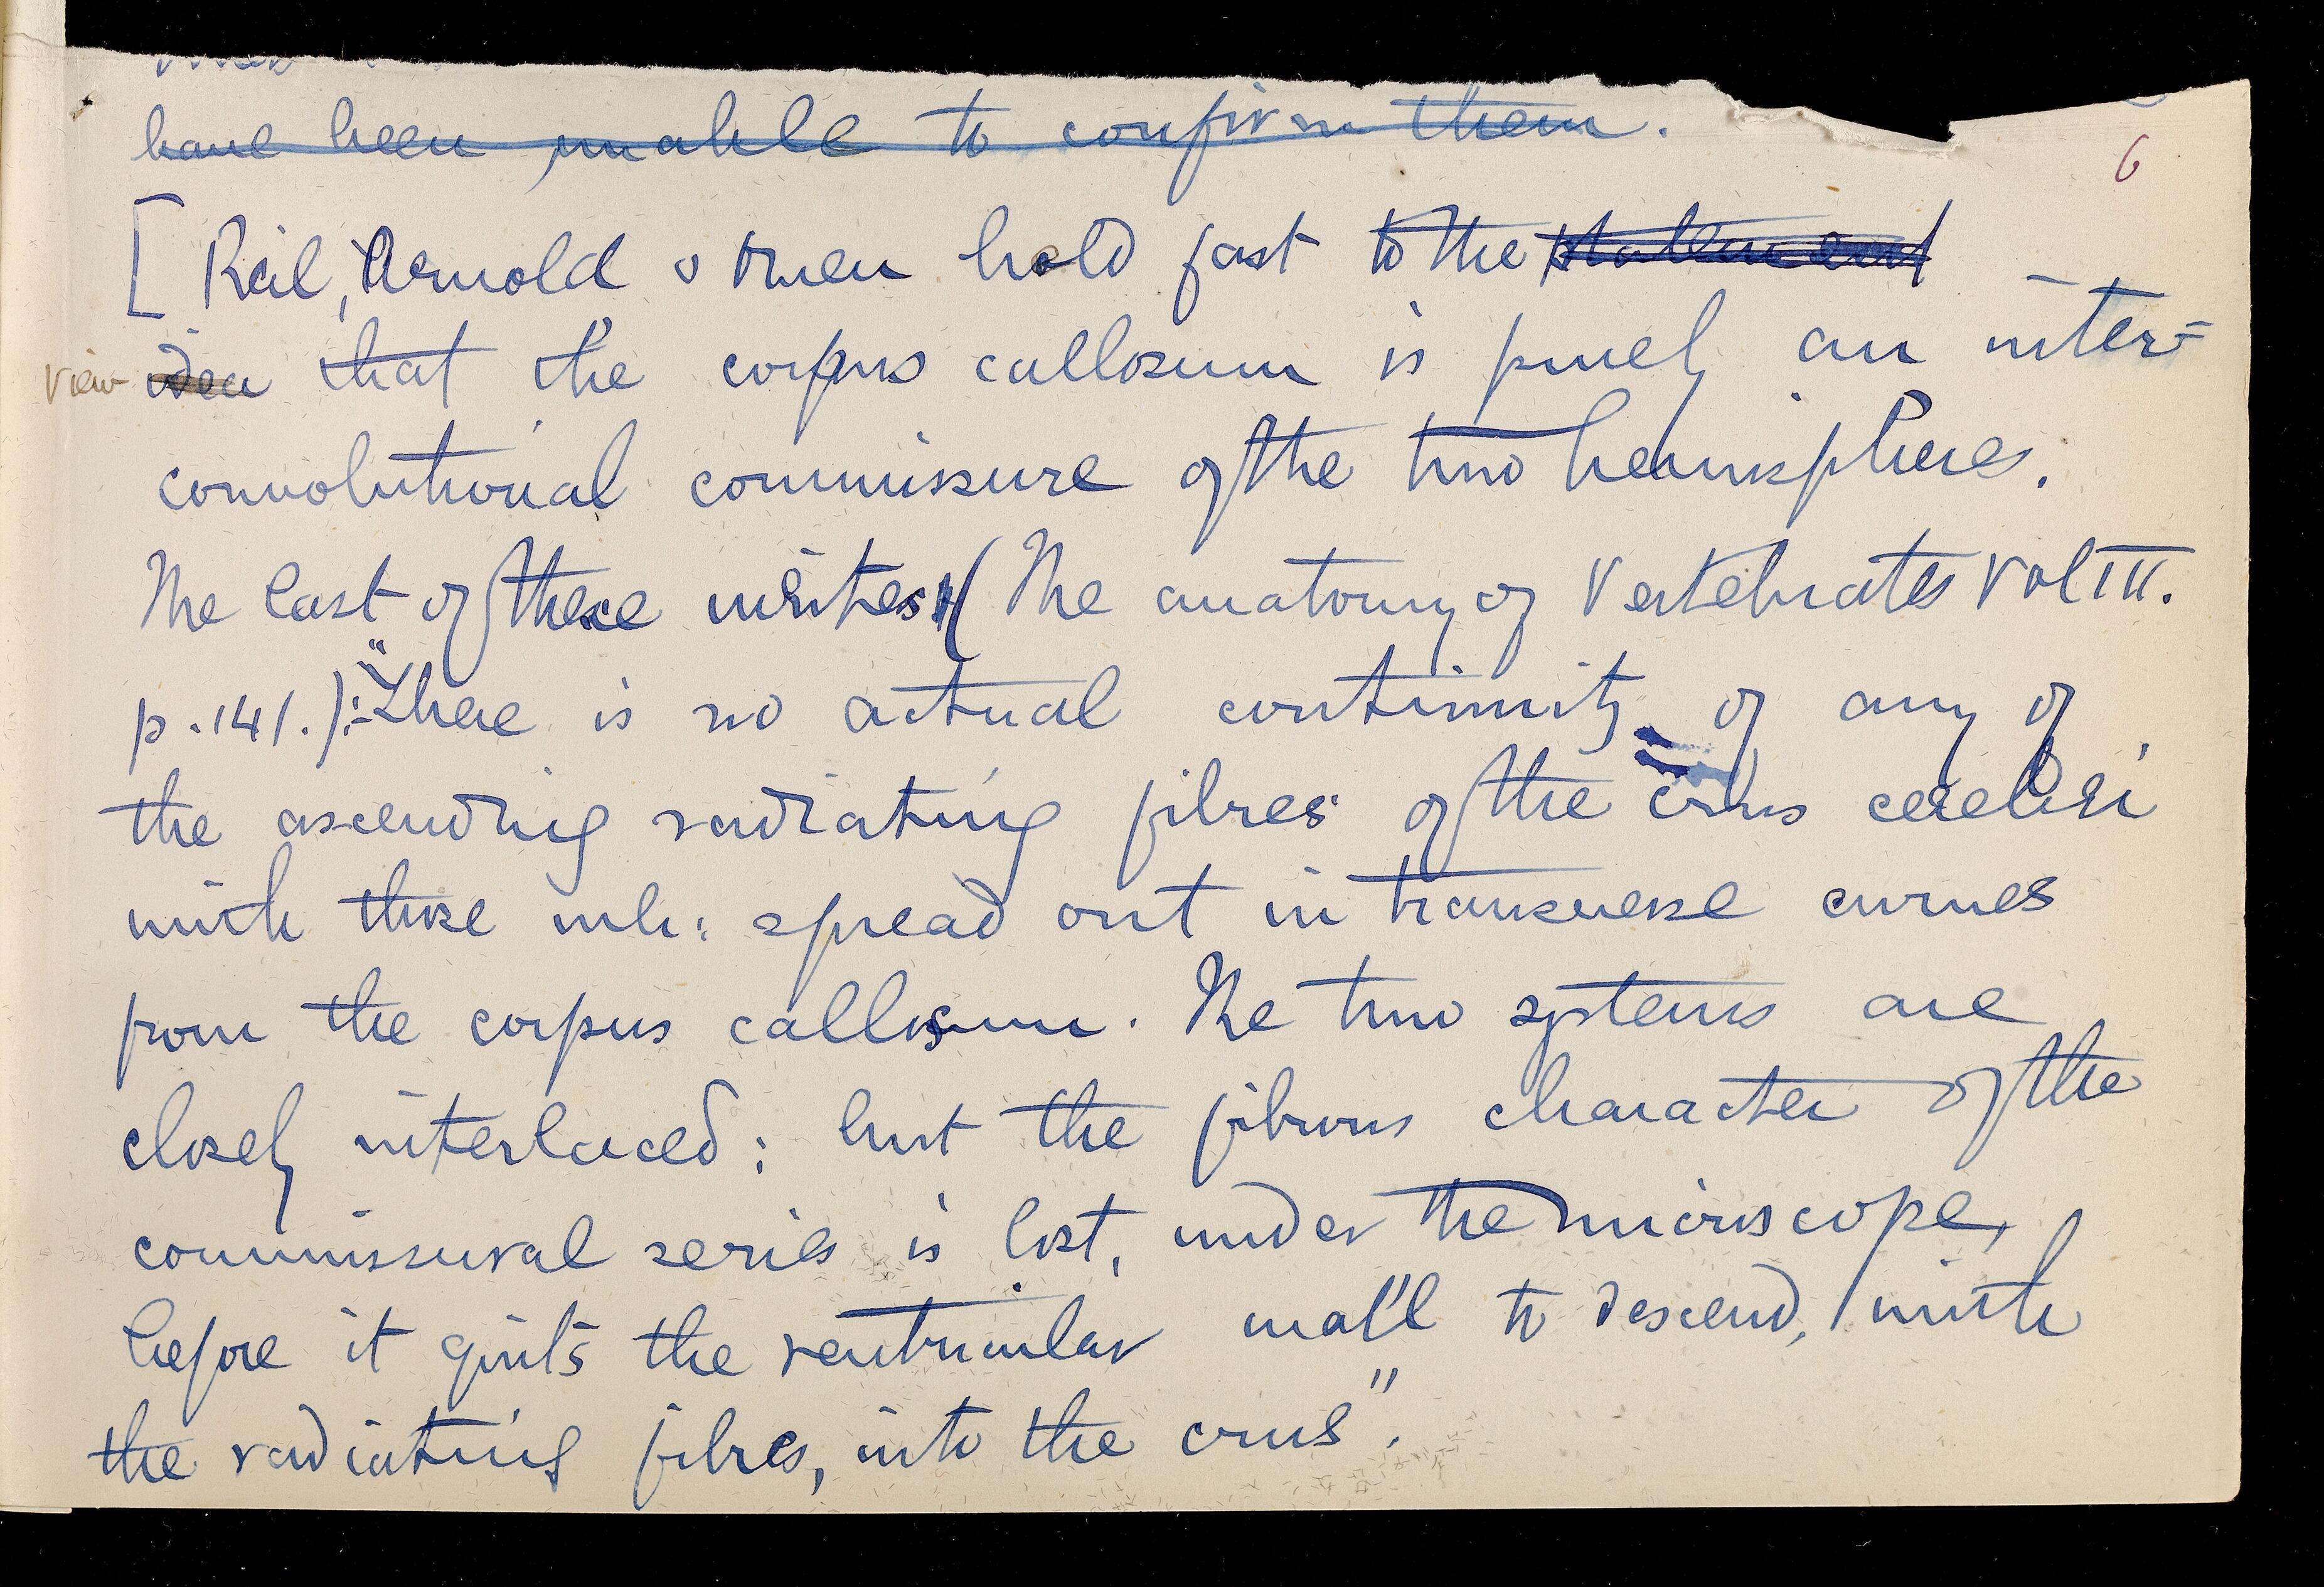 6
have been unable to confirm them.
[Reil, Arnold & Owen hold fast to the statement
view idea that the corpus callosum is purely an inter-
convolutional commissure of the two hemispheres.
The last of these writes (The anatomy of Vertebrates Vol III.
p. 141.):- "There is no actual continuity of any of
the ascending radiating fibres of the crus cerebri
with those wh: spread out in transverse curves
from the corpus callosum. The two systems are
closely interlaced; but the fibrous character of the
commissural series is lost, under the microscope,
before it quits the ventricular wall to descend, with
the radiating fibres, into the crus".